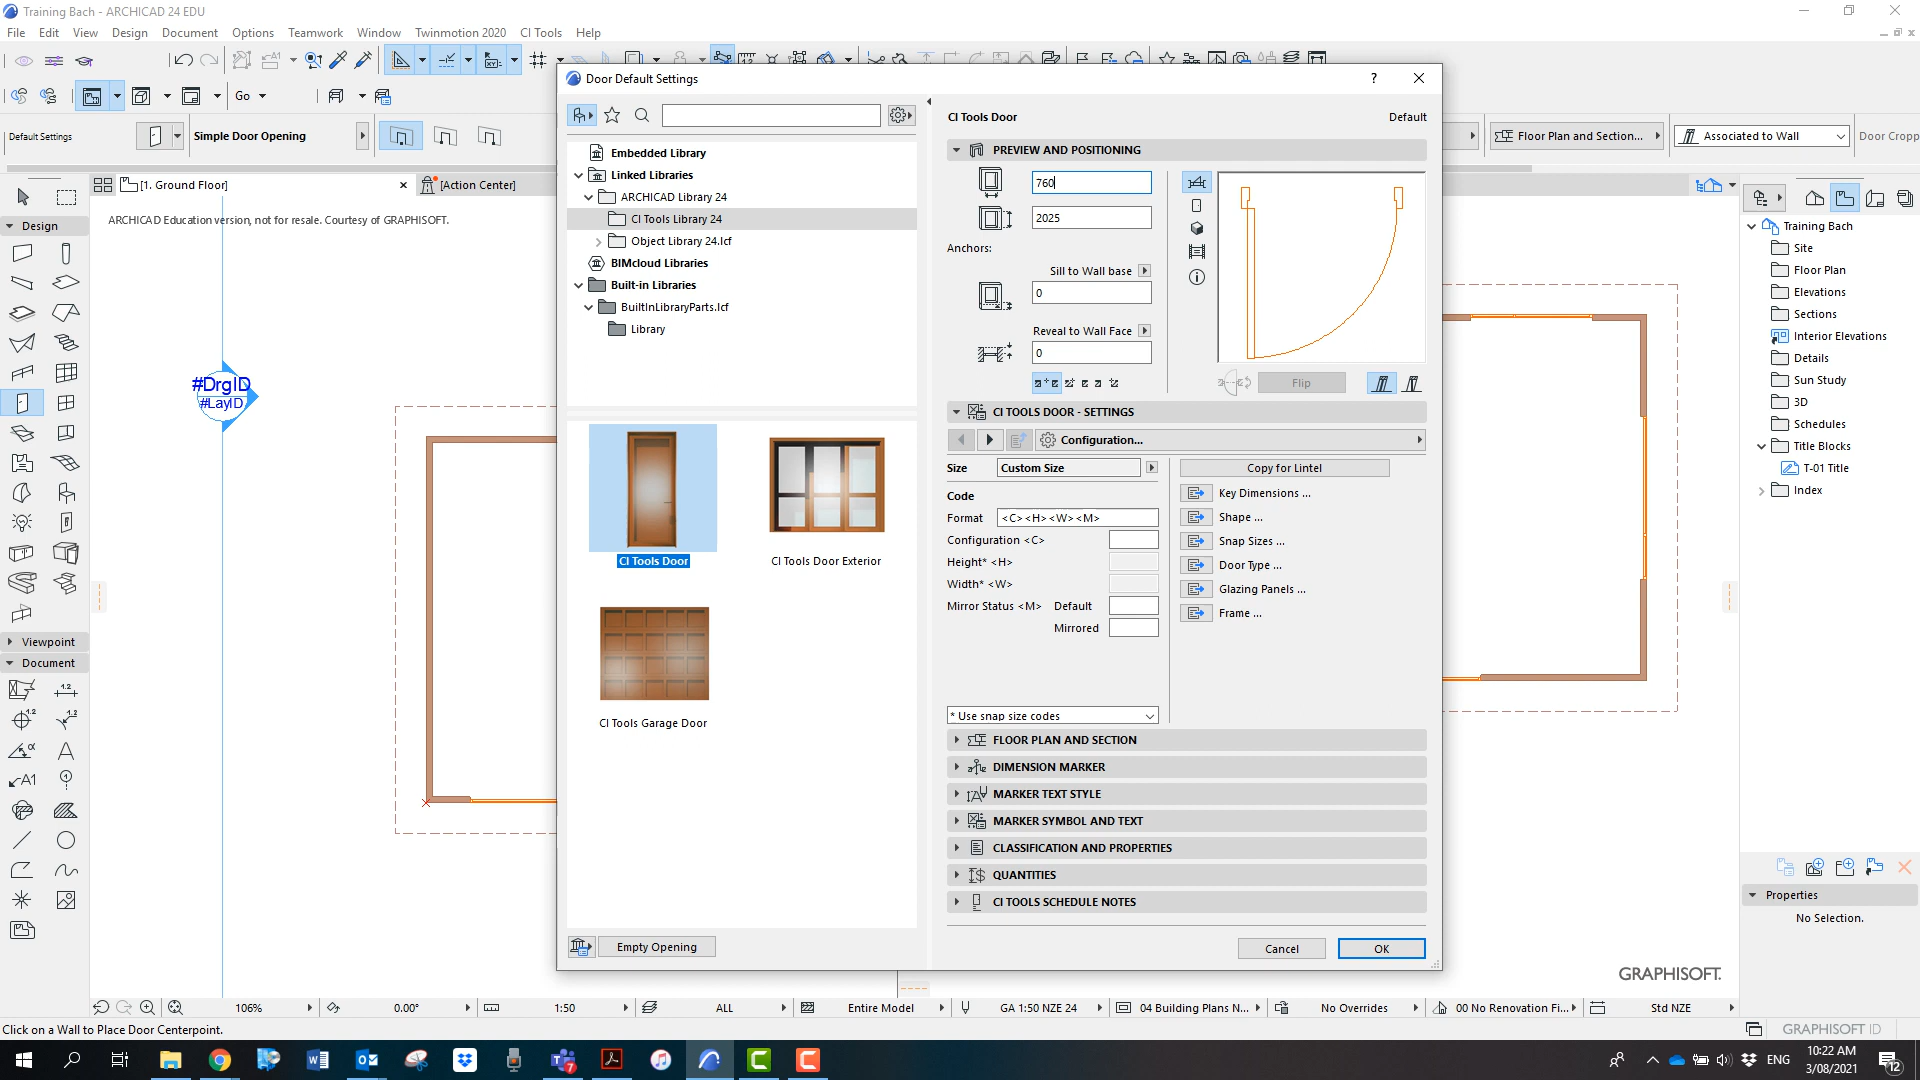 Training Bach - ARCHICAD 24 EDU
File Edit View Design Document Options Teamwork Window Twinmotion 2020 CI Tools Help
Go
Default Settings
Simple Door Opening
Floor Plan and Section...
Associated to Wall
Door Cropp
[1. Ground Floor]
[Action Center]
ARCHICAD Education version, not for resale. Courtesy of GRAPHISOFT.
Design
Viewpoint
Document
#DrgID
#LayID
Door Default Settings
Embedded Library
Linked Libraries
ARCHICAD Library 24
CI Tools Library 24
Object Library 24.lcf
BIMcloud Libraries
Built-in Libraries
BuiltInLibraryParts.lcf
Library
CI Tools Door
CI Tools Door Exterior
CI Tools Garage Door
Empty Opening
CI Tools Door
Default
PREVIEW AND POSITIONING
760
2025
Anchors:
Sill to Wall base
0
Reveal to Wall Face
0
Flip
CI TOOLS DOOR - SETTINGS
Configuration...
Size
Custom Size
Copy for Lintel
Code
Format
<C><H><W><M>
Configuration <C>
Height* <H>
Width* <W>
Mirror Status <M>
Default
Mirrored
Key Dimensions ...
Shape ...
Snap Sizes ...
Door Type ...
Glazing Panels ...
Frame ...
* Use snap size codes
FLOOR PLAN AND SECTION
DIMENSION MARKER
MARKER TEXT STYLE
MARKER SYMBOL AND TEXT
CLASSIFICATION AND PROPERTIES
QUANTITIES
CI TOOLS SCHEDULE NOTES
Cancel
OK
Training Bach
Site
Floor Plan
Elevations
Sections
Interior Elevations
Details
Sun Study
3D
Schedules
Title Blocks
T-01 Title
Index
Properties
No Selection.
GRAPHISOFT.
106%
0.00°
1:50
ALL
Entire Model
GA 1:50 NZE 24
04 Building Plans N...
No Overrides
00 No Renovation Fi...
Std NZE
Click on a Wall to Place Door Centerpoint.
GRAPHISOFT ID
ENG
10:22 AM
3/08/2021
7
12